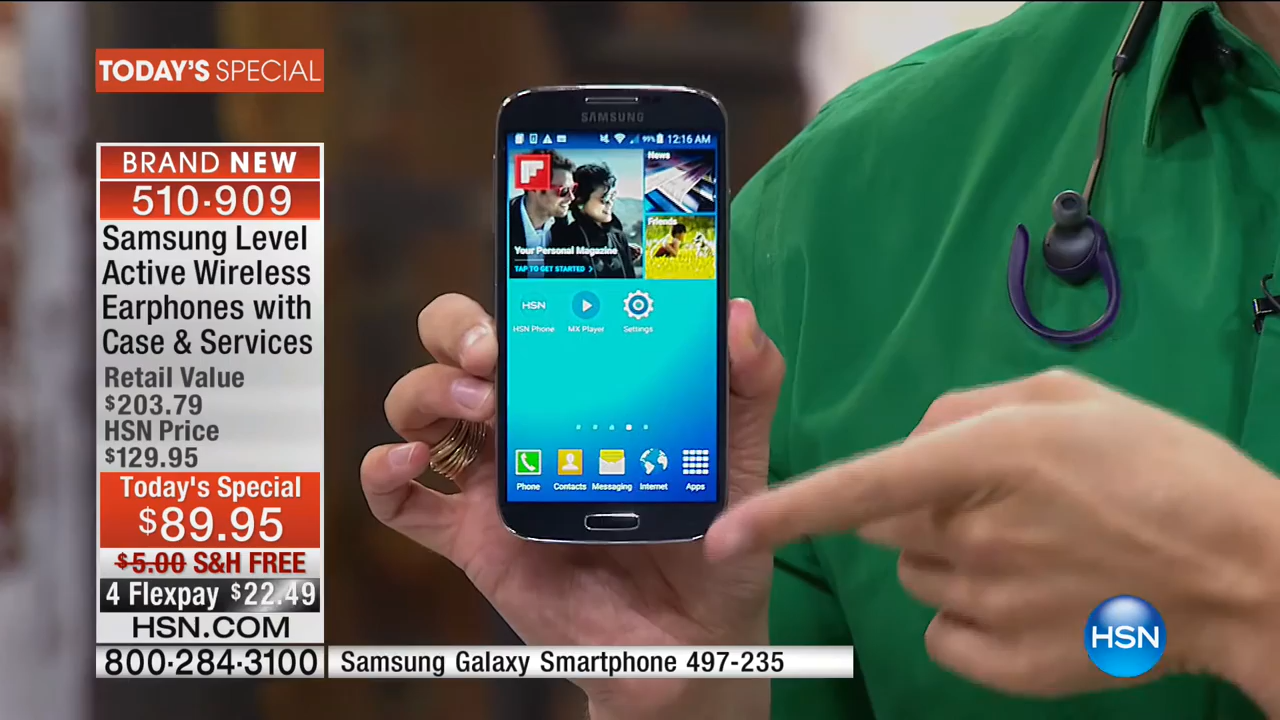 TODAY'S SPECIAL
BRAND NEW
510-909
Samsung Level
Active Wireless
Earphones with
Case & Services
Retail Value
$203.79
HSN Price
$129.95
Today's Special
$89.95
$5.00 S&H FREE
4 Flexpay $22.49
HSN.COM
800·284·3100
Samsung Galaxy Smartphone 497-235
SAMSUNG
99% 12:16 AM
News
Friends
Your Personal Magazine
TAP TO GET STARTED
HSN
HSN Phone
MX Player
Settings
Phone
Contacts
Messaging
Internet
Apps
HSN